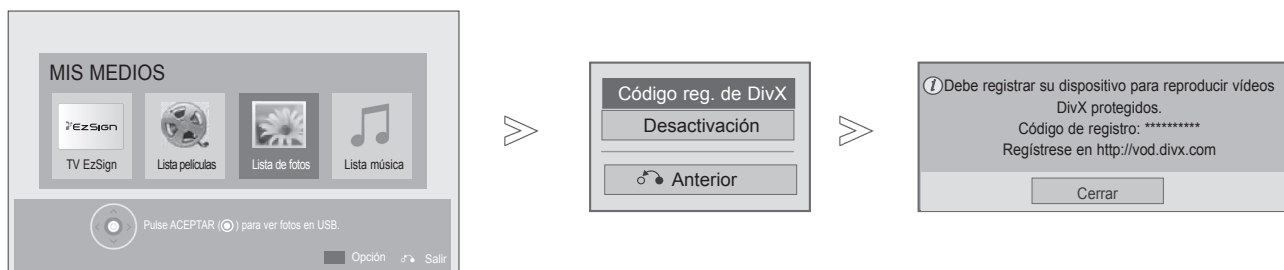 MIS MEDIOS
EzSign
TV EzSign
Lista películas
Lista de fotos
Lista música
Pulse ACEPTAR ( ) para ver fotos en USB.
Opción
Salir
Código reg. de DivX
Desactivación
Anterior
Debe registrar su dispositivo para reproducir vídeos
DivX protegidos.
Código de registro: **********
Regístrese en http://vod.divx.com
Cerrar